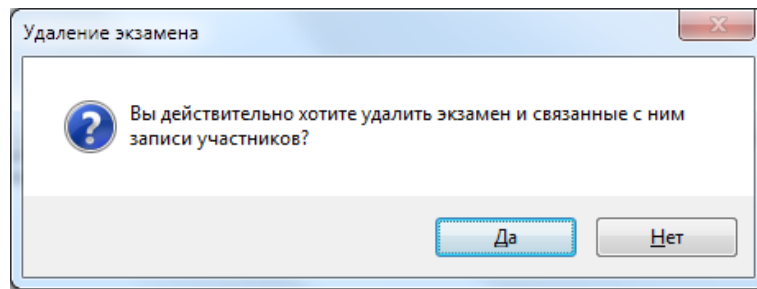 Удаление экзамена
Вы действительно хотите удалить экзамен и связанные с ним
записи участников?
Да
Нет